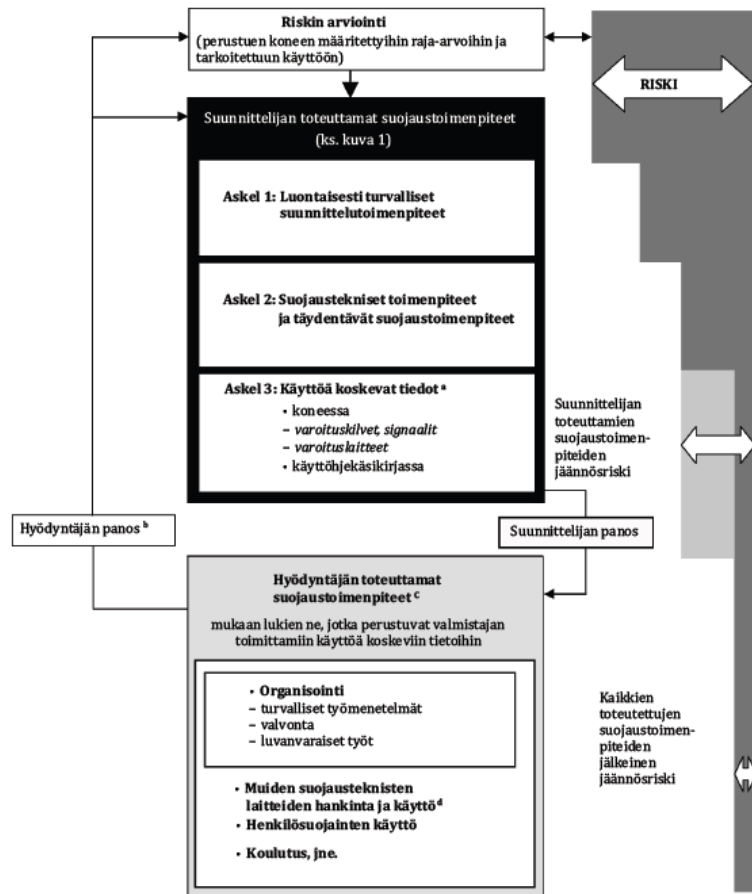 Riskin arviointi
(perustuen koneen määritettyihin raja-arvoihin ja
tarkoitettuun käyttöön)
RISKI
Suunnittelijan toteuttamat suojaustoimenpiteet
(ks. kuva 1)
Askel 1: Luontaisesti turvalliset
suunnittelutoimenpiteet
Askel 2: Suojaustekniset toimenpiteet
ja täydentävät suojaustoimenpiteet
Askel 3: Käyttöä koskevat tiedot ᵃ
• koneessa
– varoituskilvet, signaalit
– varoituslaitteet
• käyttöhjekäsikirjassa
Suunnittelijan
toteuttamien
suojaustoimen-
piteiden
jäännösriski
Hyödyntäjän panos ᵇ
Suunnittelijan panos
Hyödyntäjän toteuttamat
suojaustoimenpiteet ᶜ
mukaan lukien ne, jotka perustuvat valmistajan
toimittamiin käyttöä koskeviin tietoihin
• Organisointi
– turvalliset työmenetelmät
– valvonta
– luvanvaraiset työt
• Muiden suojausteknisten
laitteiden hankinta ja käyttö ᵈ
• Henkilösuojainten käyttö
• Koulutus, jne.
Kaikkien
toteutettujen
suojaustoimen-
piteiden
jälkeinen
jäännösriski